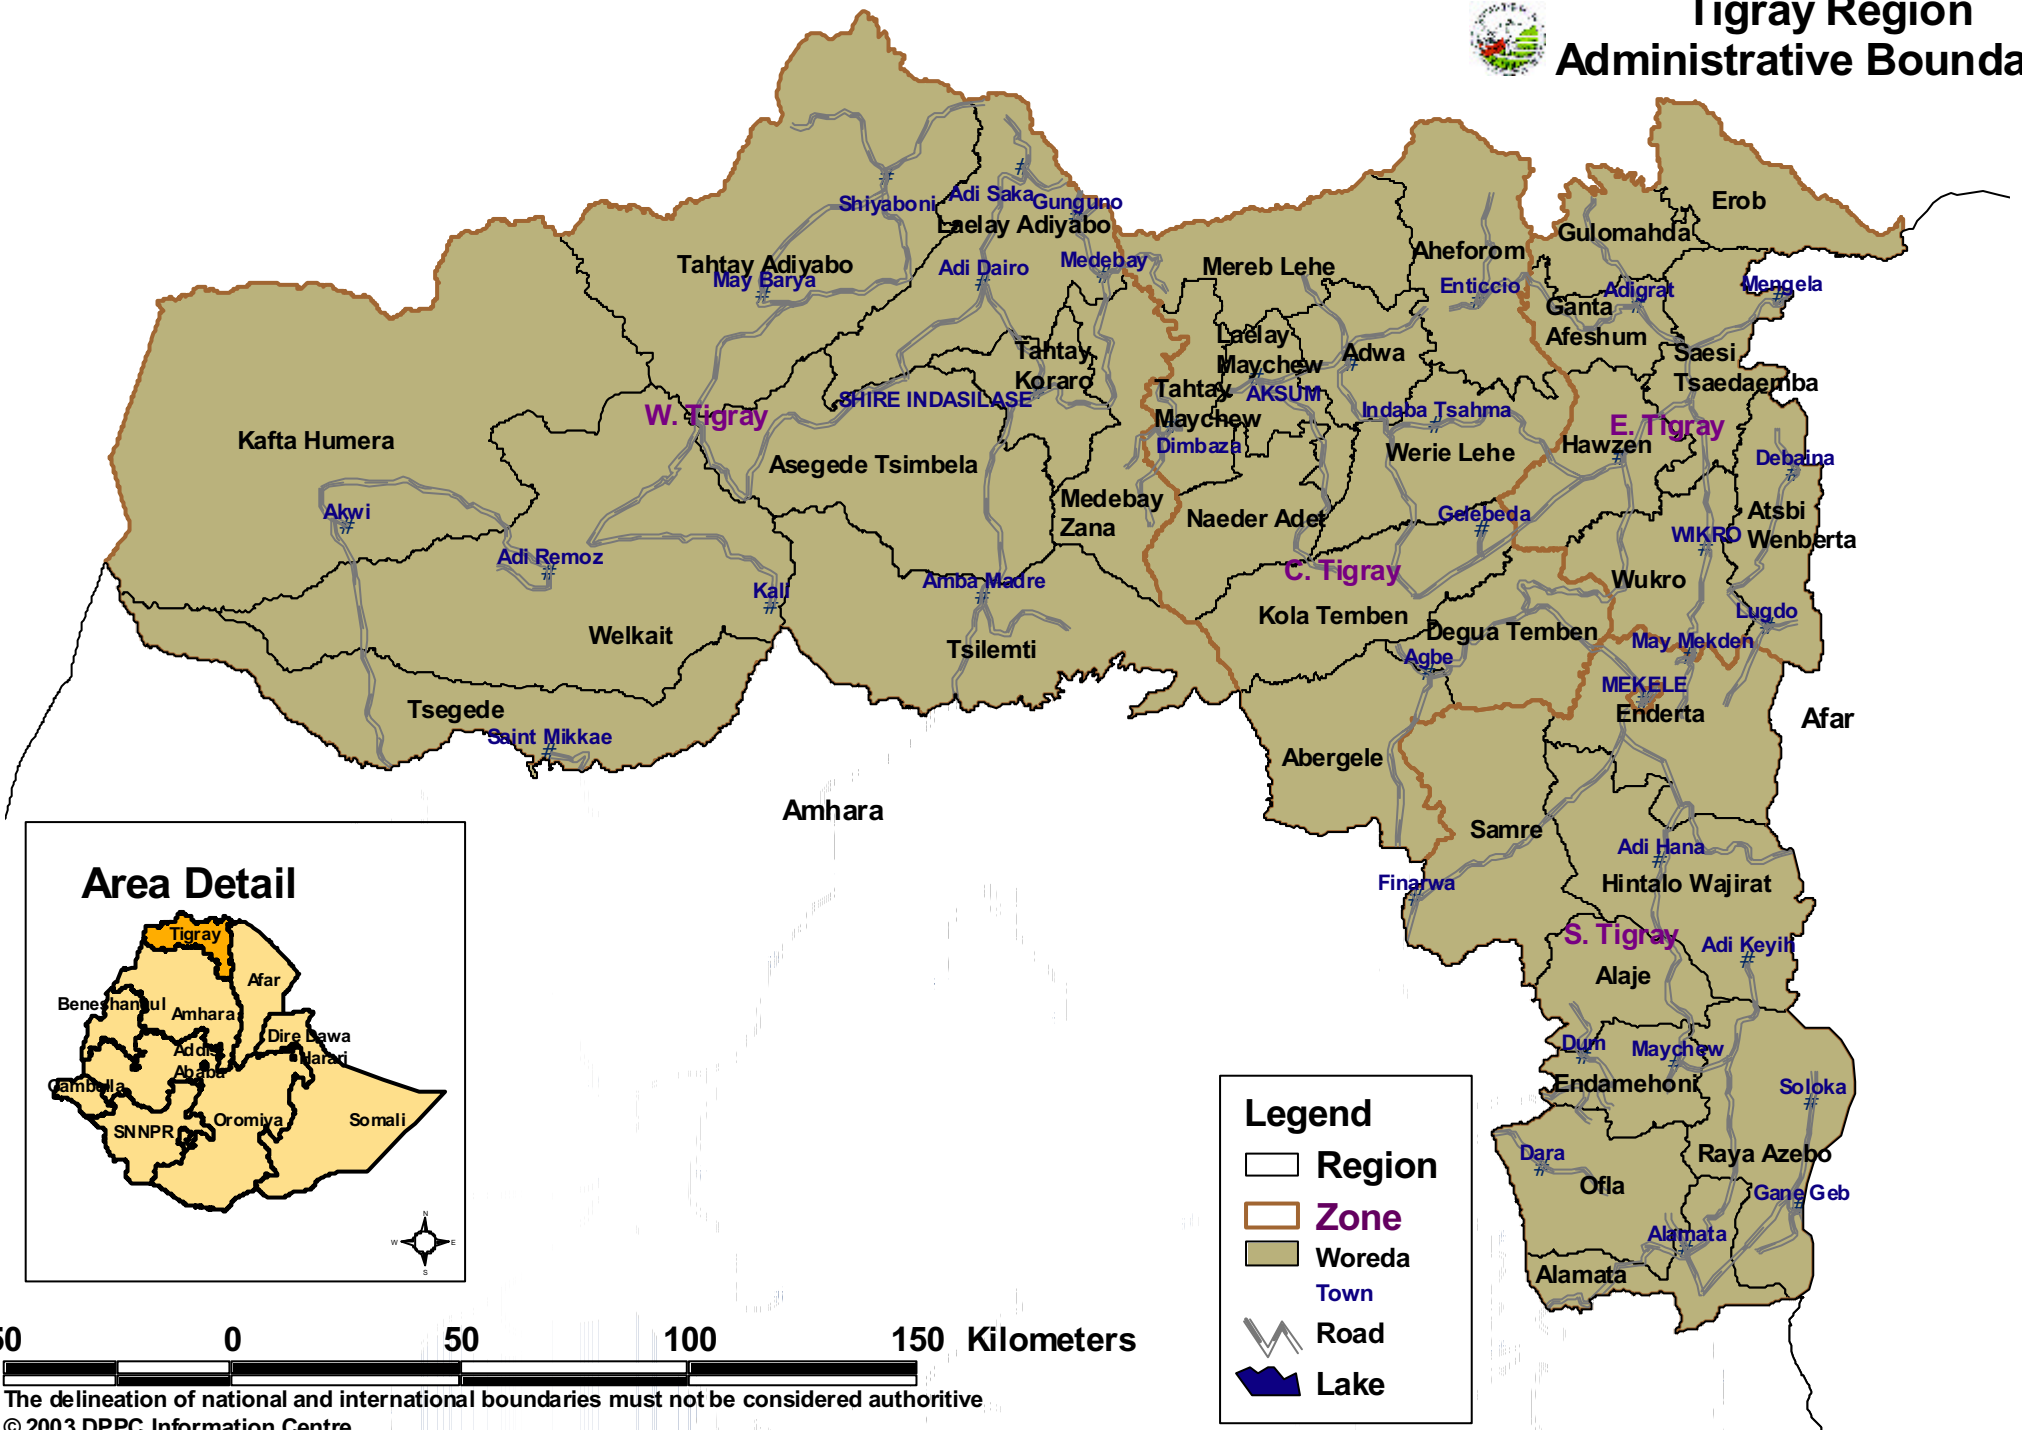 Tigray Region
Administrative Bounda
Erob
Shiyaboni
Adi Saka
Gunguno
Laelay Adiyabo
Gulomahda
Aheforom
Tahtay Adiyabo
May Barya
Adi Dairo
Medebay
Mereb Lehe
Enticcio
Adigrat
Mengela
Ganta
Afeshum
Laelay
Maychew
Adwa
Tahtay
Koraro
Saesi
Tsaedaemba
SHIRE INDASILASE
Tahtay
Maychew
AKSUM
Dimbaza
Indaba Tsahma
W. Tigray
E. Tigray
Kafta Humera
Hawzen
Werie Lehe
Debaina
Asegede Tsimbela
Medebay
Zana
Naeder Adet
Gelebeda
Atsbi
Wenberta
Akwi
WIKRO
Adi Remoz
C. Tigray
Wukro
Kali
Amba Madre
Kola Temben
Lugdo
Welkait
Tsilemti
Degua Temben
May Mekden
Agbe
MEKELE
Enderta
Afar
Tsegede
Saint Mikkae
Abergele
Amhara
Samre
Adi Hana
Finarwa
Hintalo Wajirat
S. Tigray
Adi Keyih
Alaje
Dum
Maychew
Endamehoni
Soloka
Dara
Raya Azebo
Ofla
Gane Geb
Alamata
Alamata
Area Detail
Tigray
Afar
Beneshangul
Amhara
Dire Dawa
Harari
Addis
Ababa
Gambella
Oromiya
Somali
SNNPR
N
W
E
S
Legend
Region
Zone
Woreda
Town
Road
Lake
50 0 50 100 150 Kilometers
The delineation of national and international boundaries must not be considered authoritive
© 2003 DPPC Information Centre